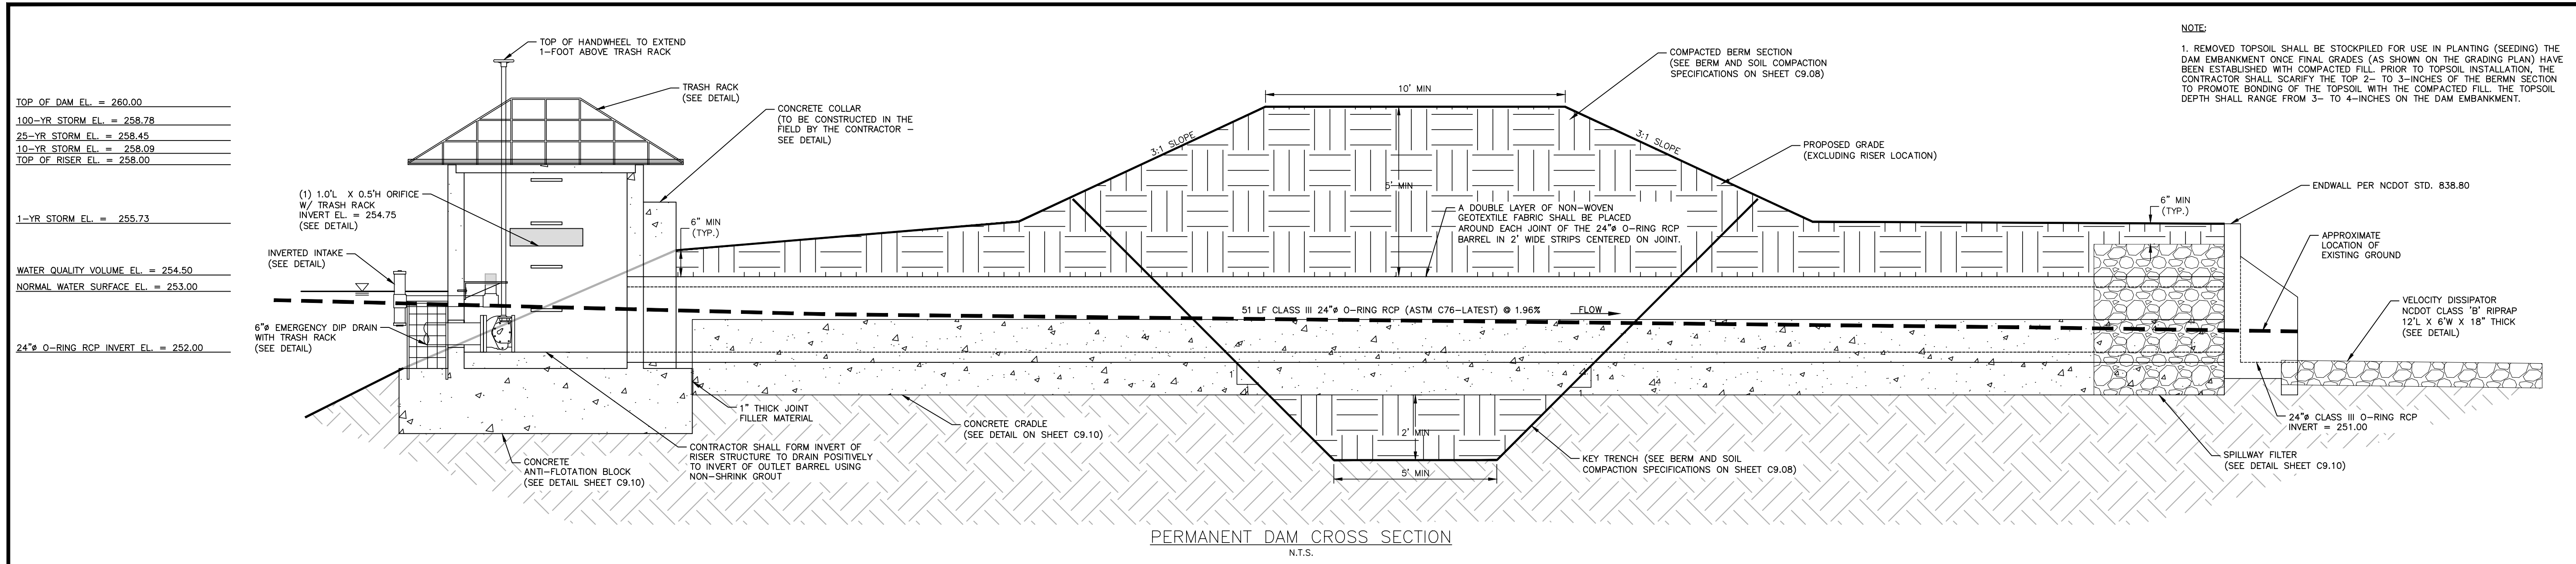 NOTE:
1. REMOVED TOPSOIL SHALL BE STOCKPILED FOR USE IN PLANTING (SEEDING) THE
DAM EMBANKMENT ONCE FINAL GRADES (AS SHOWN ON THE GRADING PLAN) HAVE
BEEN ESTABLISHED WITH COMPACTED FILL. PRIOR TO TOPSOIL INSTALLATION, THE
CONTRACTOR SHALL SCARIFY THE TOP 2– TO 3–INCHES OF THE BERMN SECTION
TO PROMOTE BONDING OF THE TOPSOIL WITH THE COMPACTED FILL. THE TOPSOIL
DEPTH SHALL RANGE FROM 3– TO 4–INCHES ON THE DAM EMBANKMENT.
TOP OF DAM EL. = 260.00
100–YR STORM EL. = 258.78
25–YR STORM EL. = 258.45
10–YR STORM EL. = 258.09
TOP OF RISER EL. = 258.00
1–YR STORM EL. = 255.73
WATER QUALITY VOLUME EL. = 254.50
NORMAL WATER SURFACE EL. = 253.00
24"ø O–RING RCP INVERT EL. = 252.00
TOP OF HANDWHEEL TO EXTEND
1–FOOT ABOVE TRASH RACK
TRASH RACK
(SEE DETAIL)
CONCRETE COLLAR
(TO BE CONSTRUCTED IN THE
FIELD BY THE CONTRACTOR –
SEE DETAIL)
(1) 1.0'L X 0.5'H ORIFICE
W/ TRASH RACK
INVERT EL. = 254.75
(SEE DETAIL)
INVERTED INTAKE
(SEE DETAIL)
6"ø EMERGENCY DIP DRAIN
WITH TRASH RACK
(SEE DETAIL)
6" MIN
(TYP.)
10' MIN
3:1 SLOPE
3:1 SLOPE
5' MIN
COMPACTED BERM SECTION
(SEE BERM AND SOIL COMPACTION
SPECIFICATIONS ON SHEET C9.08)
PROPOSED GRADE
(EXCLUDING RISER LOCATION)
A DOUBLE LAYER OF NON–WOVEN
GEOTEXTILE FABRIC SHALL BE PLACED
AROUND EACH JOINT OF THE 24"ø O–RING RCP
BARREL IN 2' WIDE STRIPS CENTERED ON JOINT.
51 LF CLASS III 24"ø O–RING RCP (ASTM C76–LATEST) @ 1.96%
FLOW
6" MIN
(TYP.)
ENDWALL PER NCDOT STD. 838.80
APPROXIMATE
LOCATION OF
EXISTING GROUND
VELOCITY DISSIPATOR
NCDOT CLASS 'B' RIPRAP
12'L X 6'W X 18" THICK
(SEE DETAIL)
24"ø CLASS III O–RING RCP
INVERT = 251.00
SPILLWAY FILTER
(SEE DETAIL SHEET C9.10)
1
1
1
1
2' MIN
5' MIN
KEY TRENCH (SEE BERM AND SOIL
COMPACTION SPECIFICATIONS ON SHEET C9.08)
1" THICK JOINT
FILLER MATERIAL
CONCRETE CRADLE
(SEE DETAIL ON SHEET C9.10)
CONTRACTOR SHALL FORM INVERT OF
RISER STRUCTURE TO DRAIN POSITIVELY
TO INVERT OF OUTLET BARREL USING
NON–SHRINK GROUT
CONCRETE
ANTI–FLOTATION BLOCK
(SEE DETAIL SHEET C9.10)
PERMANENT DAM CROSS SECTION
N.T.S.